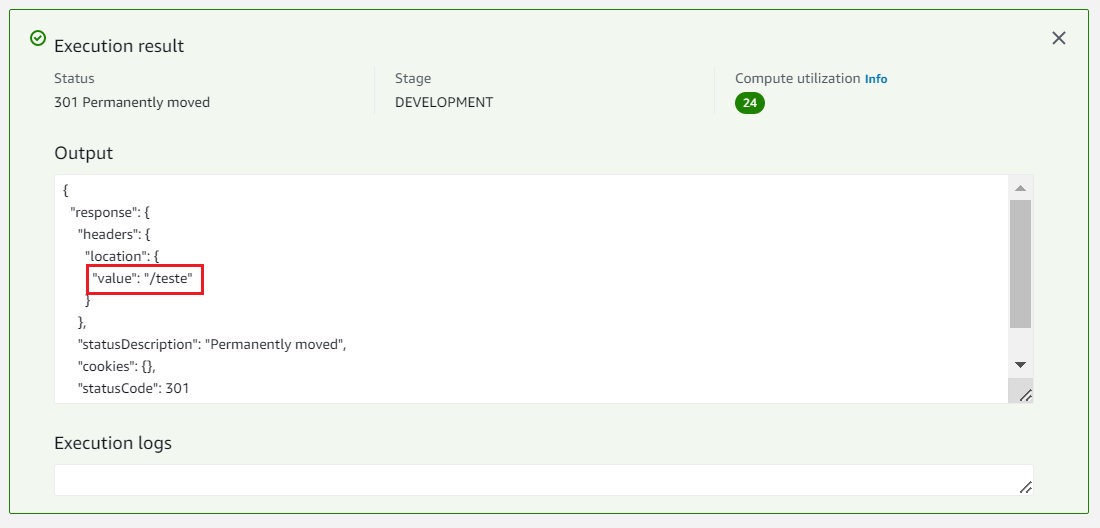 Execution result
Status
301 Permanently moved
Stage
DEVELOPMENT
Compute utilization Info
24
Output
{
"response": {
"headers": {
"location": {
"value": "/teste"
}
},
"statusDescription": "Permanently moved",
"cookies": {},
"statusCode": 301
Execution logs